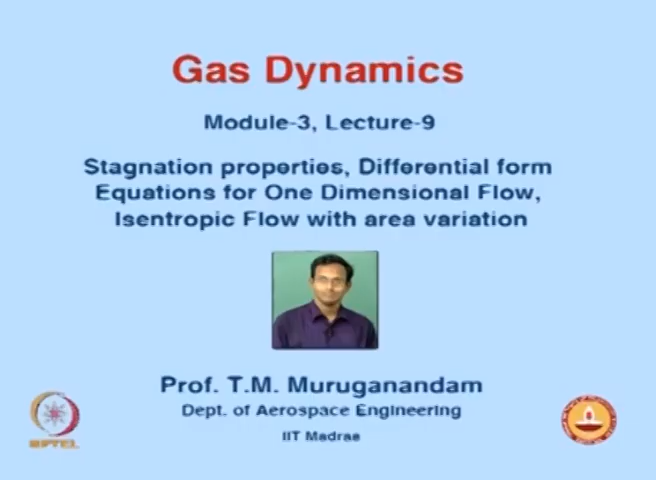 Gas Dynamics
Module-3, Lecture-9
Stagnation properties, Differential form
Equations for One Dimensional Flow,
Isentropic Flow with area variation
Prof. T.M. Muruganandam
Dept. of Aerospace Engineering
IIT Madras
NPTEL